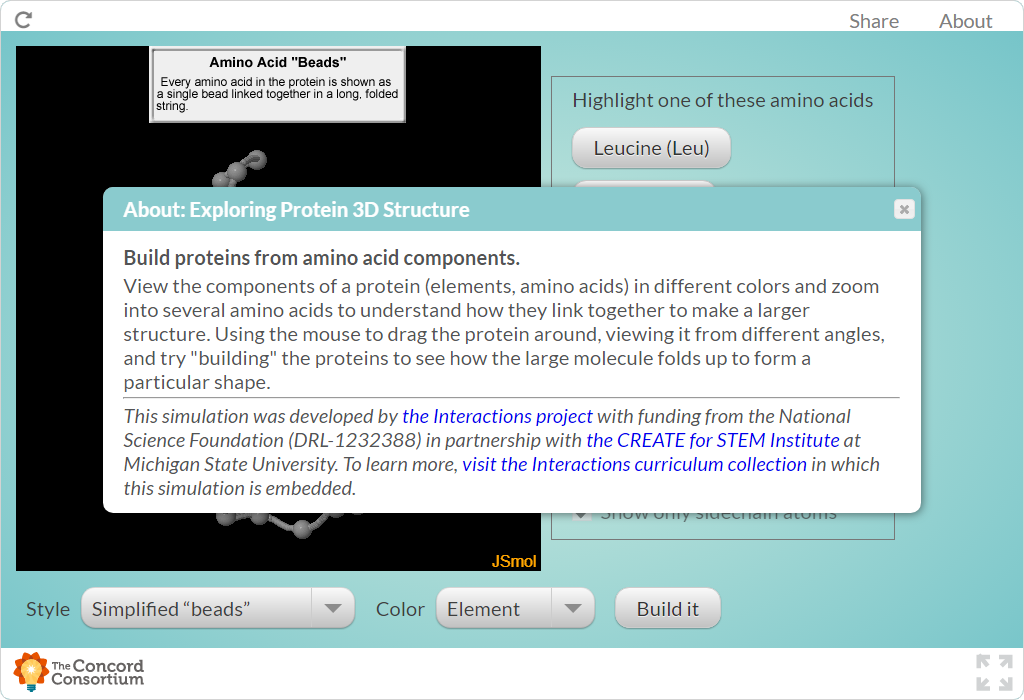 Share About
Amino Acid "Beads"
Every amino acid in the protein is shown as
a single bead linked together in a long, folded
string.
Highlight one of these amino acids
Leucine (Leu)
About: Exploring Protein 3D Structure
Build proteins from amino acid components.
View the components of a protein (elements, amino acids) in different colors and zoom
into several amino acids to understand how they link together to make a larger
structure. Using the mouse to drag the protein around, viewing it from different angles,
and try "building" the proteins to see how the large molecule folds up to form a
particular shape.
This simulation was developed by the Interactions project with funding from the National
Science Foundation (DRL-1232388) in partnership with the CREATE for STEM Institute at
Michigan State University. To learn more, visit the Interactions curriculum collection in which
this simulation is embedded.
Show only sidechain atoms
JSmol
Style Simplified “beads” Color Element Build it
The Concord
Consortium